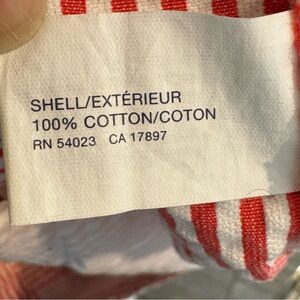 SHELL/EXTÉRIEUR
100% COTTON/COTON
RN 54023 CA 17897